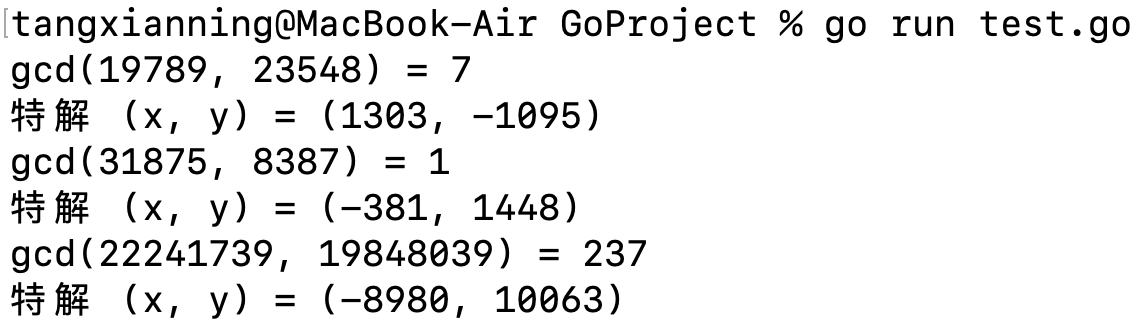 tangxianning@MacBook-Air GoProject % go run test.go
gcd(19789, 23548) = 7
特解 (x, y) = (1303, -1095)
gcd(31875, 8387) = 1
特解 (x, y) = (-381, 1448)
gcd(22241739, 19848039) = 237
特解 (x, y) = (-8980, 10063)